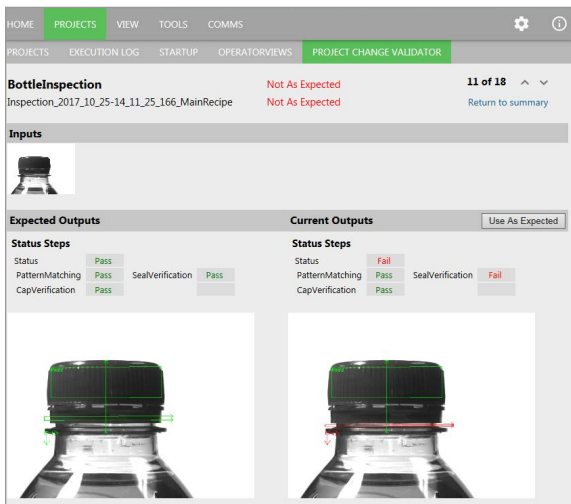 HOME PROJECTS VIEW TOOLS COMMS
PROJECTS EXECUTION LOG STARTUP OPERATORVIEWS PROJECT CHANGE VALIDATOR
BottleInspection Not As Expected 11 of 18
Inspection_2017_10_25-14_11_25_166_MainRecipe Not As Expected Return to summary
Inputs
Expected Outputs Current Outputs Use As Expected
Status Steps Status Steps
Status Pass Status Fail
PatternMatching Pass SealVerification Pass PatternMatching Pass SealVerification Fail
CapVerification Pass CapVerification Pass